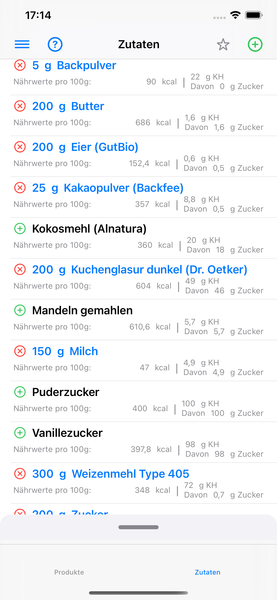 17:14
Zutaten
5 g Backpulver
Nährwerte pro 100g: 90 kcal | 22 g KH
Davon 0 g Zucker
200 g Butter
Nährwerte pro 100g: 686 kcal | 1,6 g KH
Davon 1,6 g Zucker
200 g Eier (GutBio)
Nährwerte pro 100g: 152,4 kcal | 0,6 g KH
Davon 0,5 g Zucker
25 g Kakaopulver (Backfee)
Nährwerte pro 100g: 357 kcal | 8,8 g KH
Davon 0,5 g Zucker
Kokosmehl (Alnatura)
Nährwerte pro 100g: 360 kcal | 20 g KH
Davon 18 g Zucker
200 g Kuchenglasur dunkel (Dr. Oetker)
Nährwerte pro 100g: 604 kcal | 49 g KH
Davon 46 g Zucker
Mandeln gemahlen
Nährwerte pro 100g: 610,6 kcal | 5,7 g KH
Davon 5,7 g Zucker
150 g Milch
Nährwerte pro 100g: 47 kcal | 4,9 g KH
Davon 4,9 g Zucker
Puderzucker
Nährwerte pro 100g: 400 kcal | 100 g KH
Davon 100 g Zucker
Vanillezucker
Nährwerte pro 100g: 397,8 kcal | 98 g KH
Davon 98 g Zucker
300 g Weizenmehl Type 405
Nährwerte pro 100g: 348 kcal | 72 g KH
Davon 0,7 g Zucker
200 g Zucker
Produkte
Zutaten